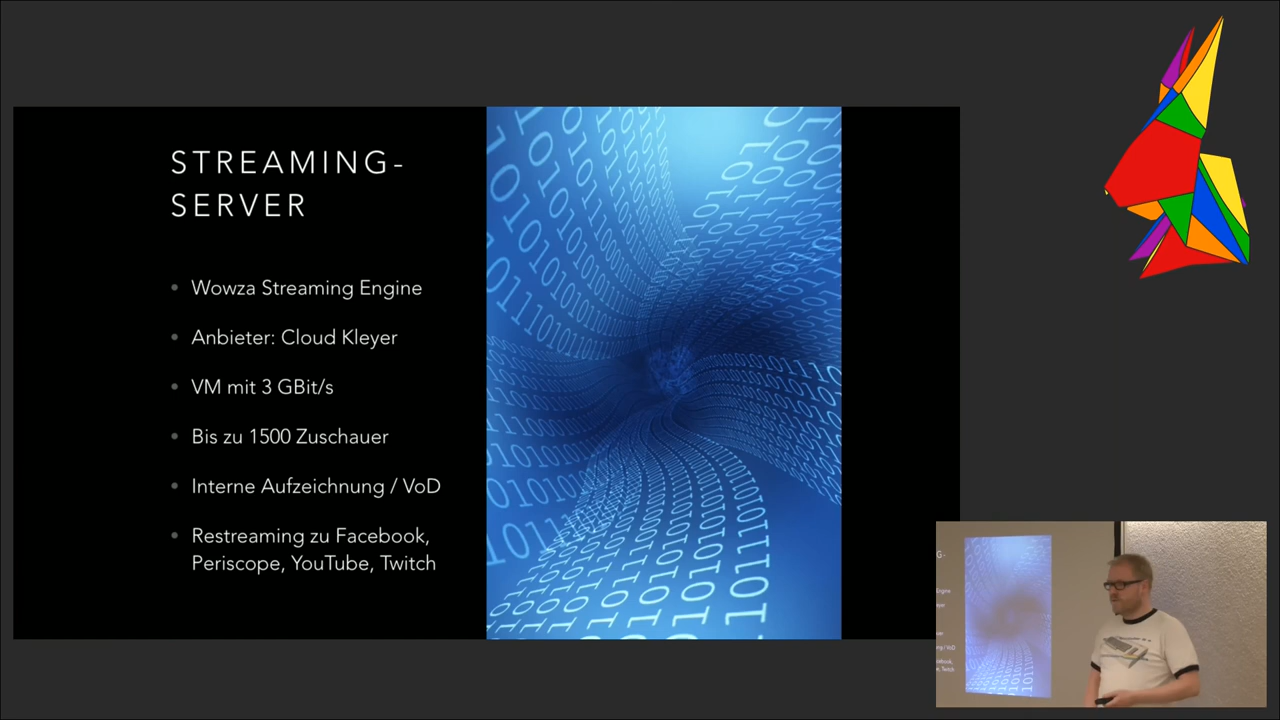 STREAMING-
SERVER
• Wowza Streaming Engine
• Anbieter: Cloud Kleyer
• VM mit 3 GBit/s
• Bis zu 1500 Zuschauer
• Interne Aufzeichnung / VoD
• Restreaming zu Facebook,
Periscope, YouTube, Twitch